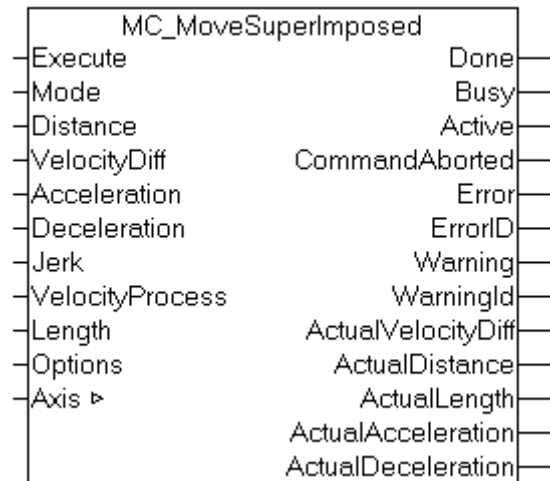 MC_MoveSuperImposed
Execute Done
Mode Busy
Distance Active
VelocityDiff CommandAborted
Acceleration Error
Deceleration ErrorID
Jerk Warning
VelocityProcess WarningId
Length ActualVelocityDiff
Options ActualDistance
Axis ▹ ActualLength
ActualAcceleration
ActualDeceleration